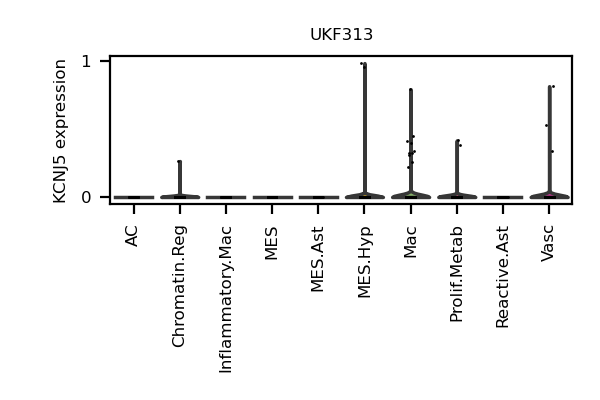 UKF313
KCNJ5 expression
1
0
AC
Chromatin.Reg
Inflammatory.Mac
MES
MES.Ast
MES.Hyp
Mac
Prolif.Metab
Reactive.Ast
Vasc